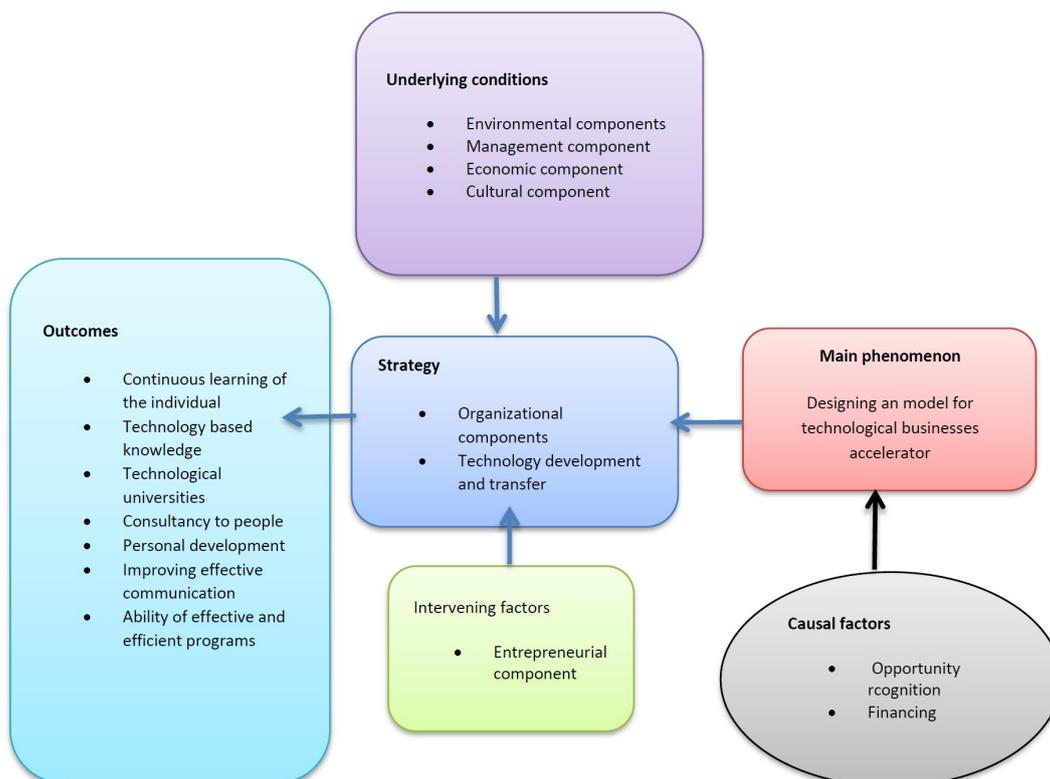 Underlying conditions
• Environmental components
• Management component
• Economic component
• Cultural component
Outcomes
• Continuous learning of
the individual
• Technology based
knowledge
• Technological
universities
• Consultancy to people
• Personal development
• Improving effective
communication
• Ability of effective and
efficient programs
Strategy
• Organizational
components
• Technology development
and transfer
Main phenomenon
Designing an model for
technological businesses
accelerator
Intervening factors
• Entrepreneurial
component
Causal factors
• Opportunity
rcognition
• Financing